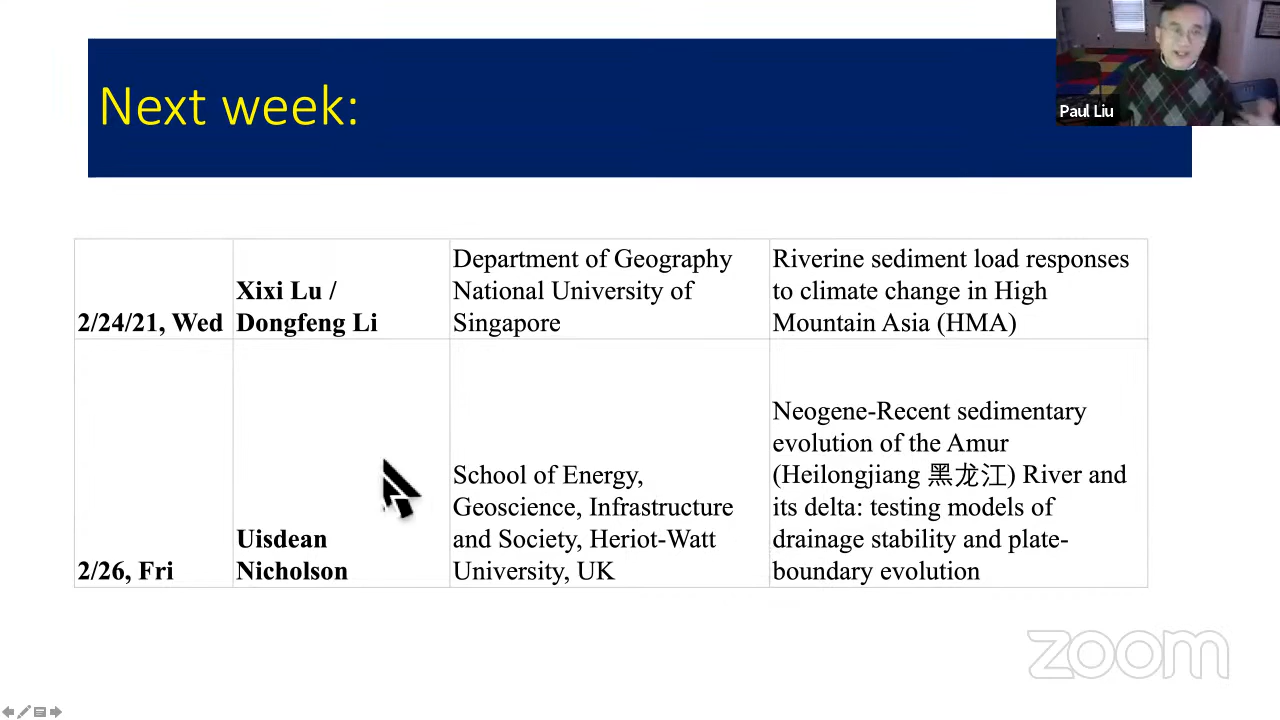 Next week:
Paul Liu
2/24/21, Wed
Xixi Lu /
Dongfeng Li
Department of Geography
National University of
Singapore
Riverine sediment load responses
to climate change in High
Mountain Asia (HMA)
2/26, Fri
Uisdean
Nicholson
School of Energy,
Geoscience, Infrastructure
and Society, Heriot-Watt
University, UK
Neogene-Recent sedimentary
evolution of the Amur
(Heilongjiang 黑龙江) River and
its delta: testing models of
drainage stability and plate-
boundary evolution
zoom